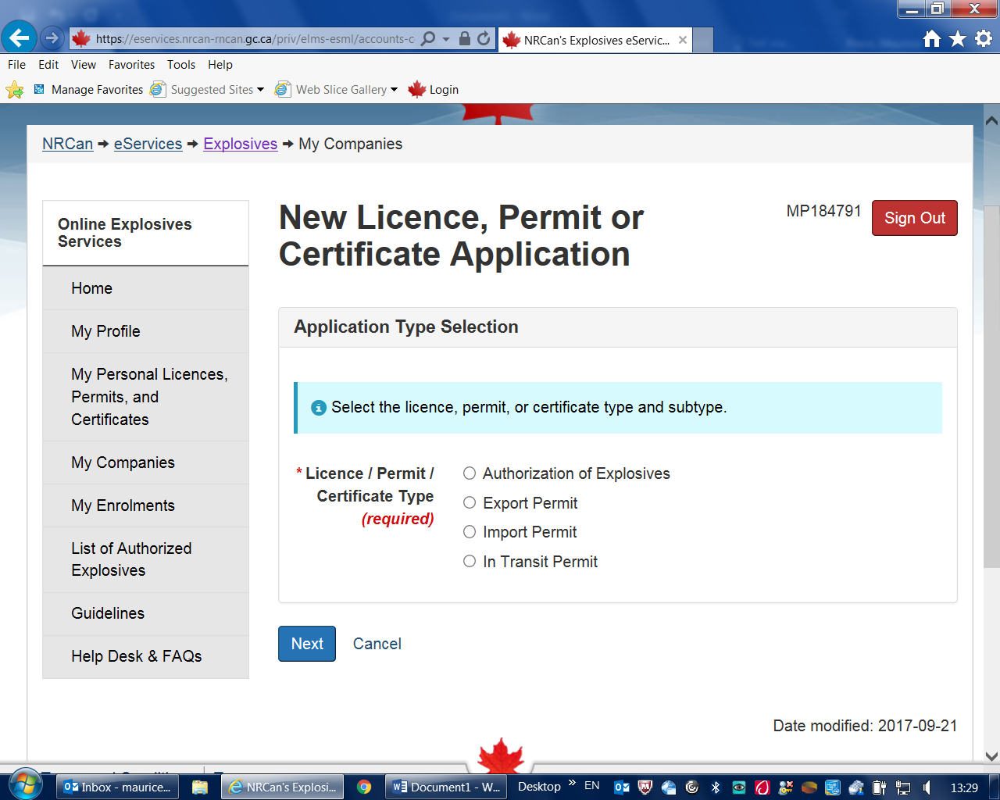 https://eservices.nrcan-rncan.gc.ca/priv/elms-esml/accounts-c
NRCan's Explosives eServic...
File Edit View Favorites Tools Help
Manage Favorites Suggested Sites Web Slice Gallery Login
NRCan → eServices → Explosives → My Companies
Online Explosives
Services
Home
My Profile
My Personal Licences,
Permits, and
Certificates
My Companies
My Enrolments
List of Authorized
Explosives
Guidelines
Help Desk & FAQs
New Licence, Permit or
Certificate Application
MP184791
Sign Out
Application Type Selection
Select the licence, permit, or certificate type and subtype.
* Licence / Permit /
Certificate Type
(required)
Authorization of Explosives
Export Permit
Import Permit
In Transit Permit
Next
Cancel
Date modified: 2017-09-21
Inbox - maurice...
NRCan's Explosi...
Document1 - W...
Desktop
EN
13:29